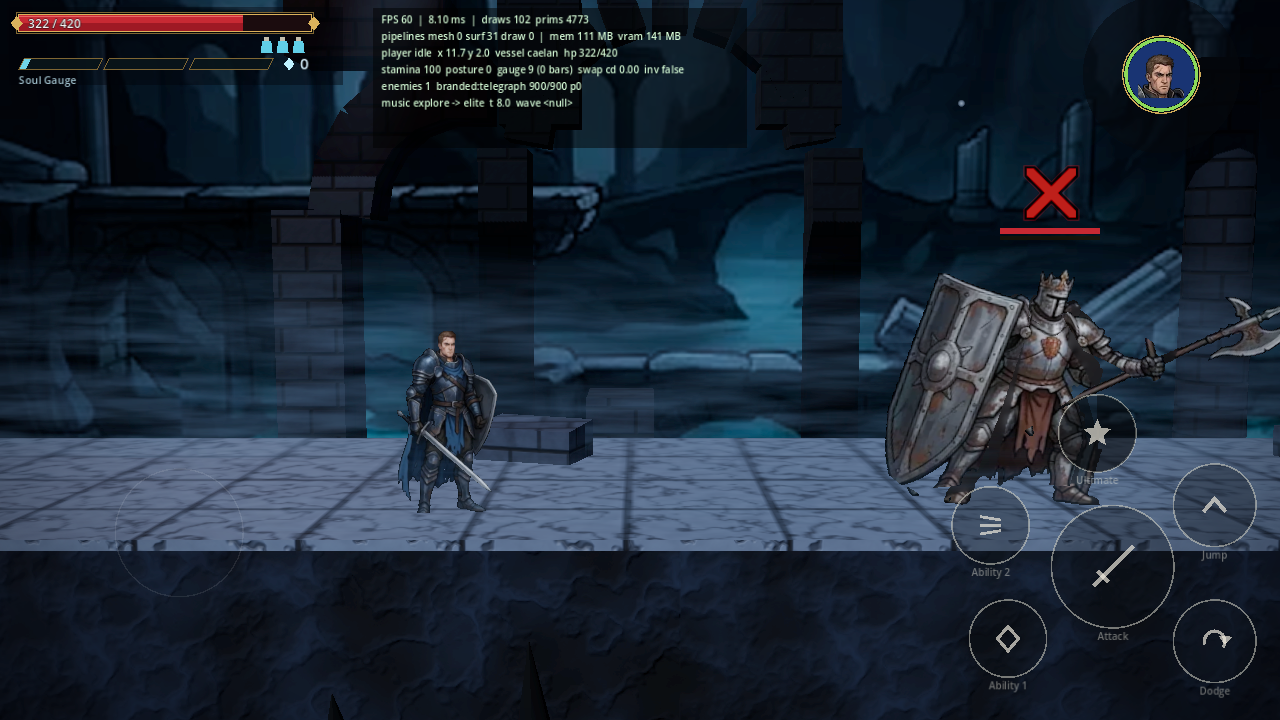 322 / 420
0
Soul Gauge
FPS 60 | 8.10 ms | draws 102 prims 4773
pipelines mesh 0 surf 31 draw 0 | mem 111 MB vram 141 MB
player idle x 11.7 y 2.0 vessel caelan hp 322/420
stamina 100 posture 0 gauge 9 (0 bars) swap cd 0.00 inv false
enemies 1 branded:telegraph 900/900 p0
music explore -> elite t 8.0 wave <null>
Ultimate
Ability 2
Jump
Attack
Ability 1
Dodge